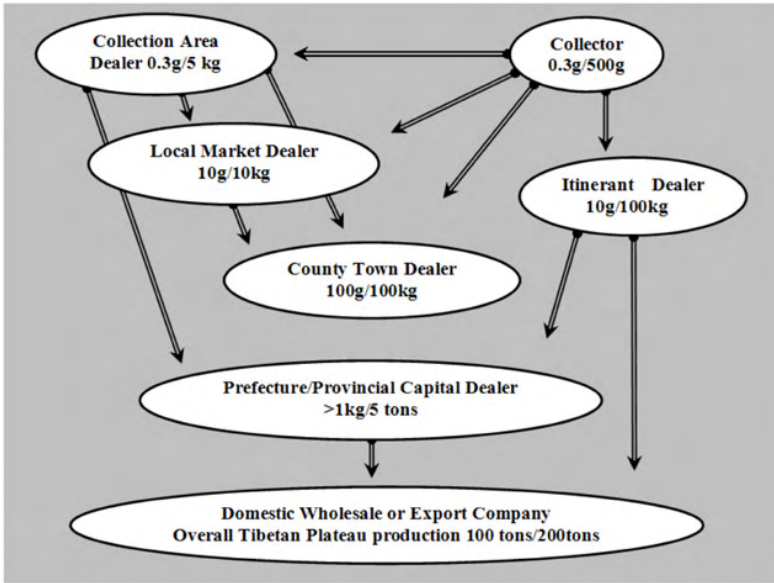 Collection Area
Dealer 0.3g/5 kg
Collector
0.3g/500g
Local Market Dealer
10g/10kg
Itinerant Dealer
10g/100kg
County Town Dealer
100g/100kg
Prefecture/Provincial Capital Dealer
>1kg/5 tons
Domestic Wholesale or Export Company
Overall Tibetan Plateau production 100 tons/200tons